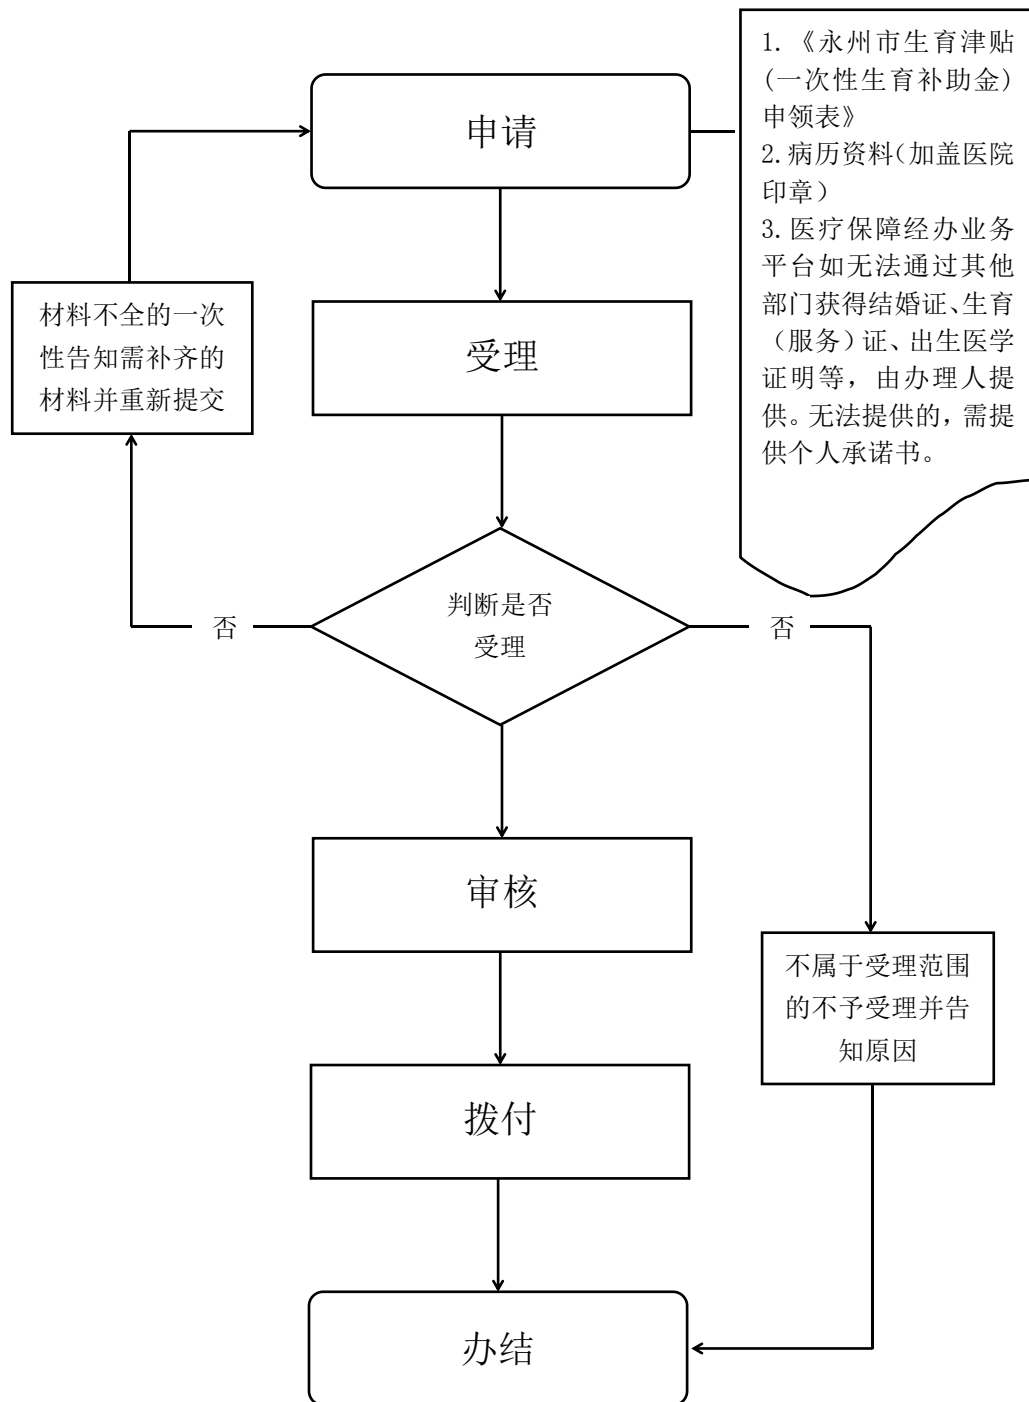 申请
1.《永州市生育津贴
(一次性生育补助金)
申领表》
2.病历资料(加盖医院
印章)
3.医疗保障经办业务
平台如无法通过其他
部门获得结婚证、生育
(服务)证、出生医学
证明等，由办理人提
供。无法提供的，需提
供个人承诺书。
材料不全的一次
性告知需补齐的
材料并重新提交
受理
判断是否
受理
否
否
审核
不属于受理范围
的不予受理并告
知原因
拨付
办结